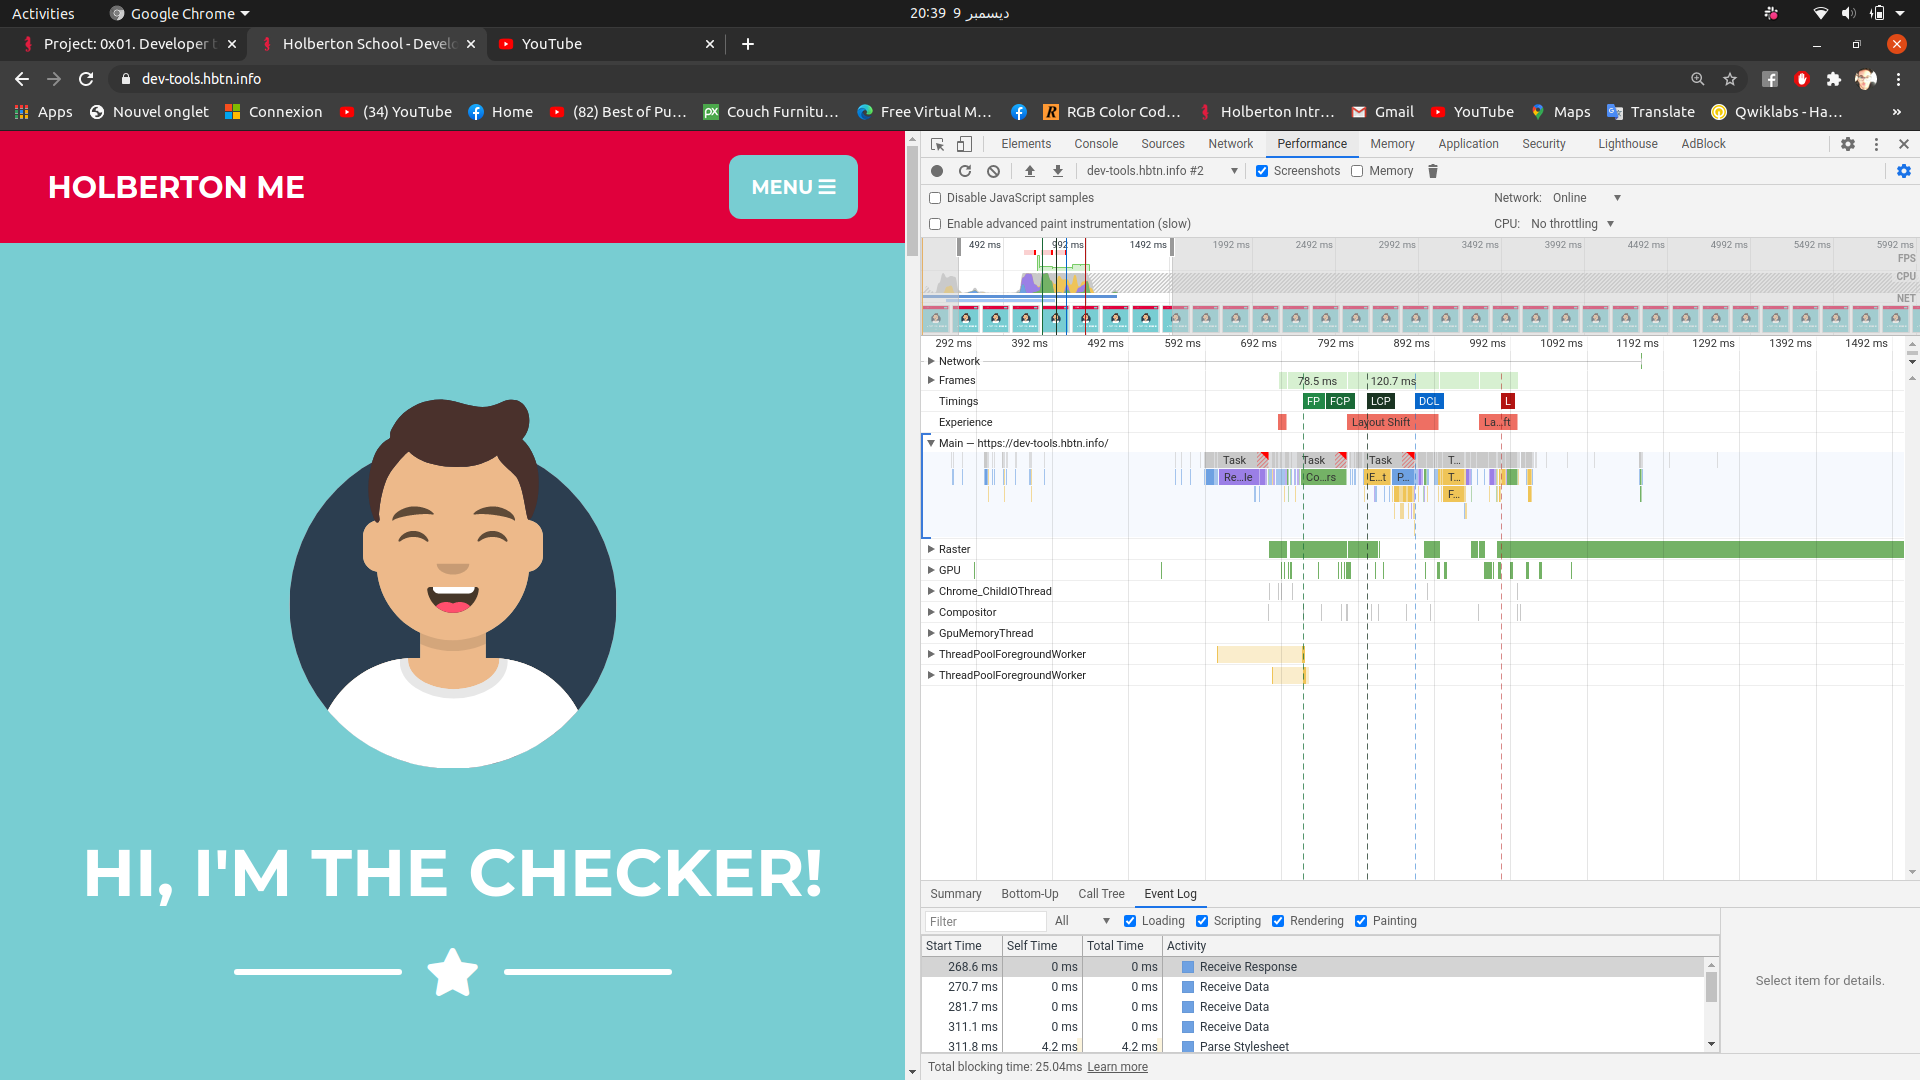 Activities
Google Chrome
20:39 9 ديسمبر
Project: 0x01. Developer t
Holberton School - Develo
YouTube
dev-tools.hbtn.info
Apps
Nouvel onglet
Connexion
(34) YouTube
Home
(82) Best of Pu…
Couch Furnitu…
Free Virtual M…
RGB Color Cod…
Holberton Intr…
Gmail
YouTube
Maps
Translate
Qwiklabs - Ha…
»
HOLBERTON ME
MENU
HI, I'M THE CHECKER!
Elements Console Sources Network Performance Memory Application Security Lighthouse AdBlock
dev-tools.hbtn.info #2 Screenshots Memory
Disable JavaScript samples
Network: Online
Enable advanced paint instrumentation (slow)
CPU: No throttling
492 ms 992 ms 1492 ms 1992 ms 2492 ms 2992 ms 3492 ms 3992 ms 4492 ms 4992 ms 5492 ms 5992 ms
FPS
CPU
NET
292 ms 392 ms 492 ms 592 ms 692 ms 792 ms 892 ms 992 ms 1092 ms 1192 ms 1292 ms 1392 ms 1492 ms
Network
Frames 78.5 ms 120.7 ms
Timings FP FCP LCP DCL L
Experience Layout Shift La…ft
Main — https://dev-tools.hbtn.info/
Task Task Task T…
Re…le Co…rs E…t P… T…
F…
Raster
GPU
Chrome_ChildIOThread
Compositor
GpuMemoryThread
ThreadPoolForegroundWorker
ThreadPoolForegroundWorker
Summary Bottom-Up Call Tree Event Log
Filter All Loading Scripting Rendering Painting
Start Time Self Time Total Time Activity
268.6 ms 0 ms 0 ms Receive Response
270.7 ms 0 ms 0 ms Receive Data
281.7 ms 0 ms 0 ms Receive Data
311.1 ms 0 ms 0 ms Receive Data
311.8 ms 4.2 ms 4.2 ms Parse Stylesheet
Select item for details.
Total blocking time: 25.04ms Learn more